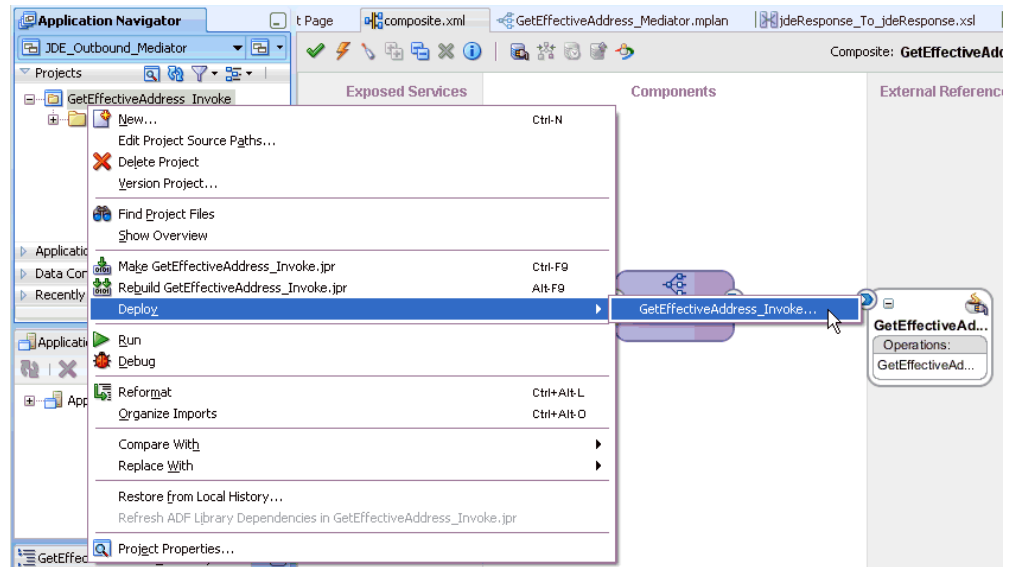 Application Navigator
t Page
composite.xml
GetEffectiveAddress_Mediator.mplan
jdeResponse_To_jdeResponse.xsl
JDE_Outbound_Mediator
Composite: GetEffectiveAdd
Projects
GetEffectiveAddress_Invoke
Exposed Services
Components
External Referenc
New... Ctrl-N
Edit Project Source Paths...
Delete Project
Version Project...
Find Project Files
Show Overview
Applicatio
Make GetEffectiveAddress_Invoke.jpr Ctrl-F9
Data Con
Rebuild GetEffectiveAddress_Invoke.jpr Alt-F9
Recently
Deploy
GetEffectiveAddress_Invoke...
GetEffectiveAd...
Operations:
GetEffectiveAd...
Applicati
Run
Debug
Reformat Ctrl+Alt-L
App
Organize Imports Ctrl+Alt-O
Compare With
Replace With
Restore from Local History...
Refresh ADF Library Dependencies in GetEffectiveAddress_Invoke.jpr
Project Properties...
GetEffec